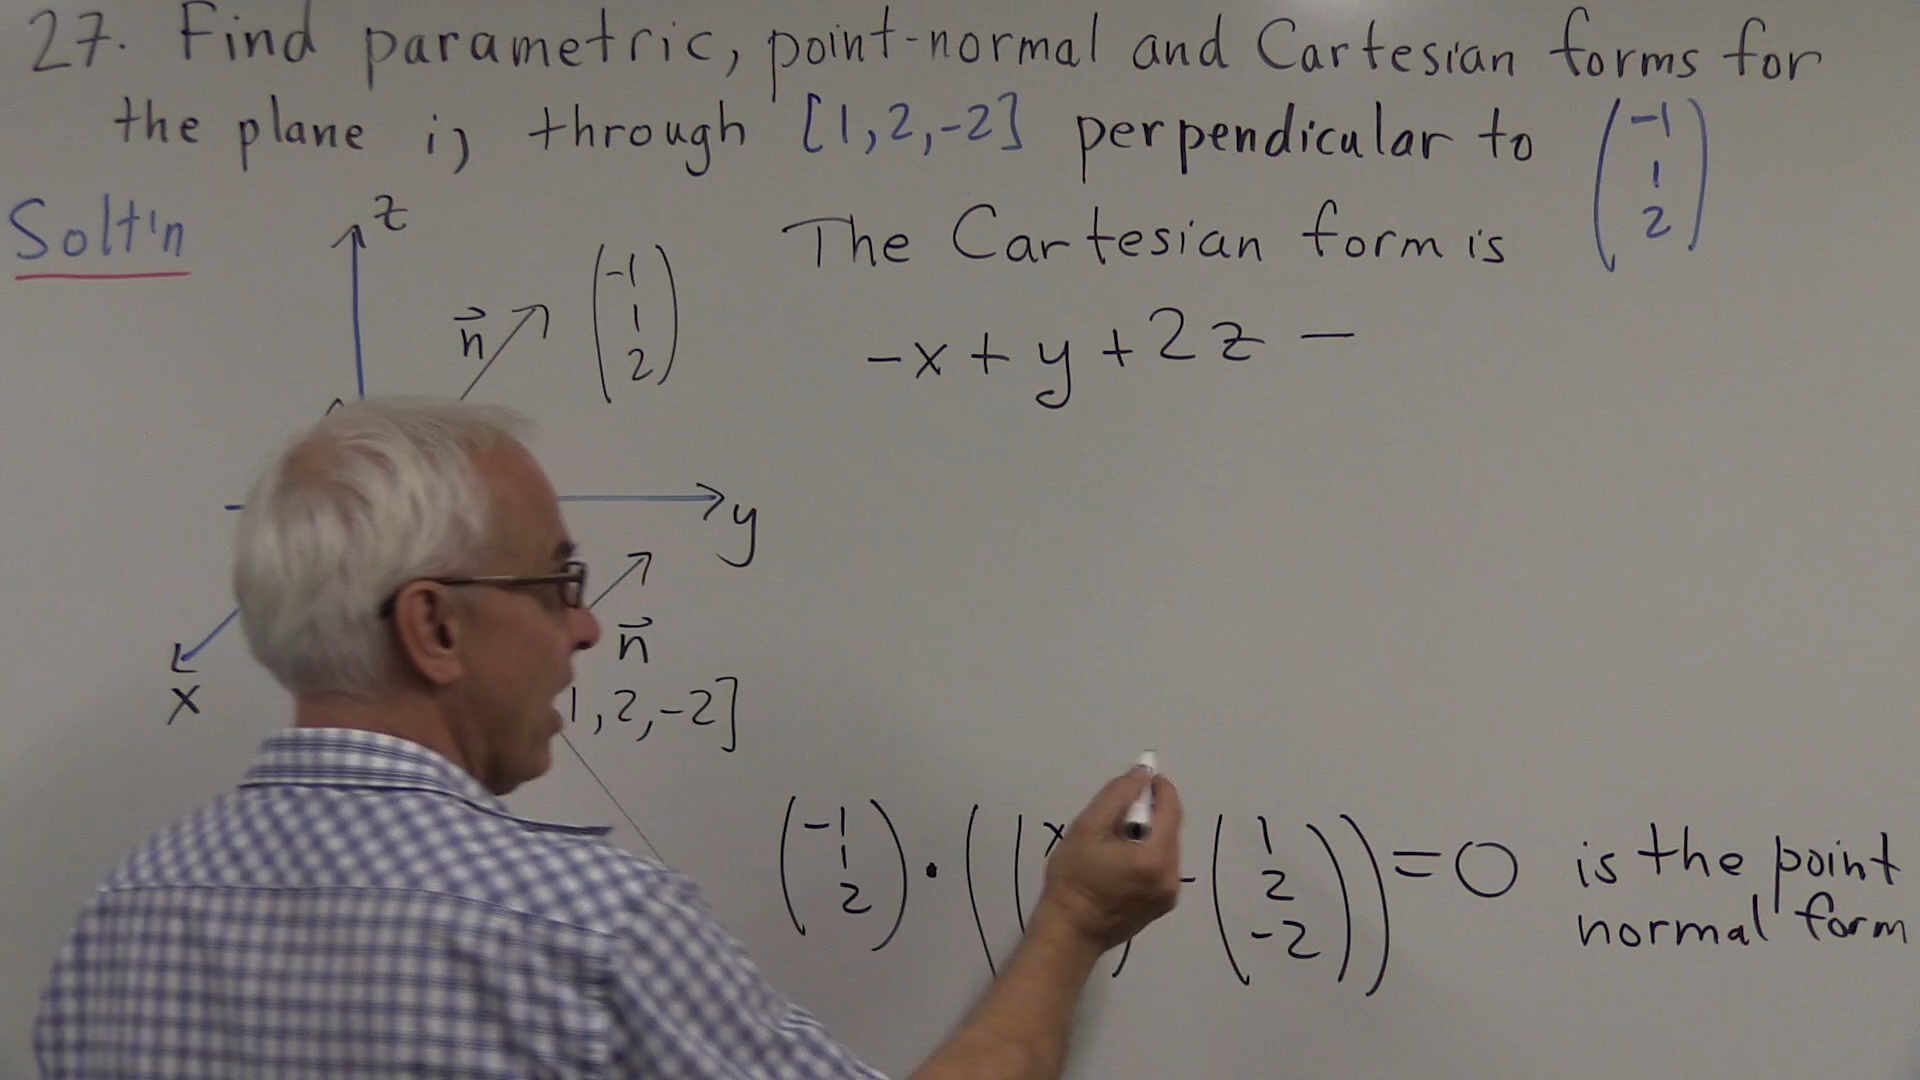 27. Find parametric, point-normal and Cartesian forms for
the plane i) through [1,2,-2] perpendicular to (-1 1 2)
Solt'n
z
n (-1 1 2)
y
x
n
1,2,-2]
The Cartesian form is
-x + y + 2z -
(-1 1 2) · ((x - (1 2 -2)) = 0 is the point
normal form